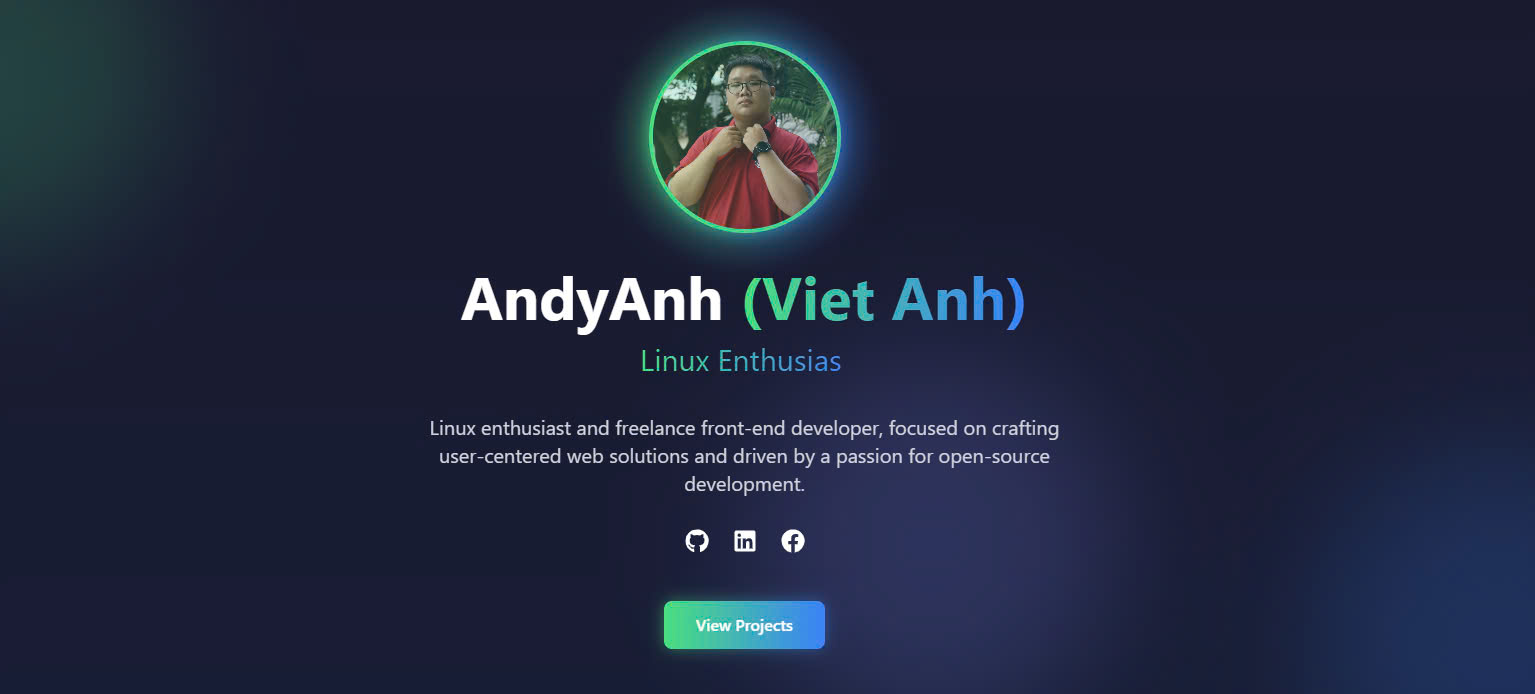 AndyAnh (Viet Anh)
Linux Enthusias
Linux enthusiast and freelance front-end developer, focused on crafting
user-centered web solutions and driven by a passion for open-source
development.
View Projects